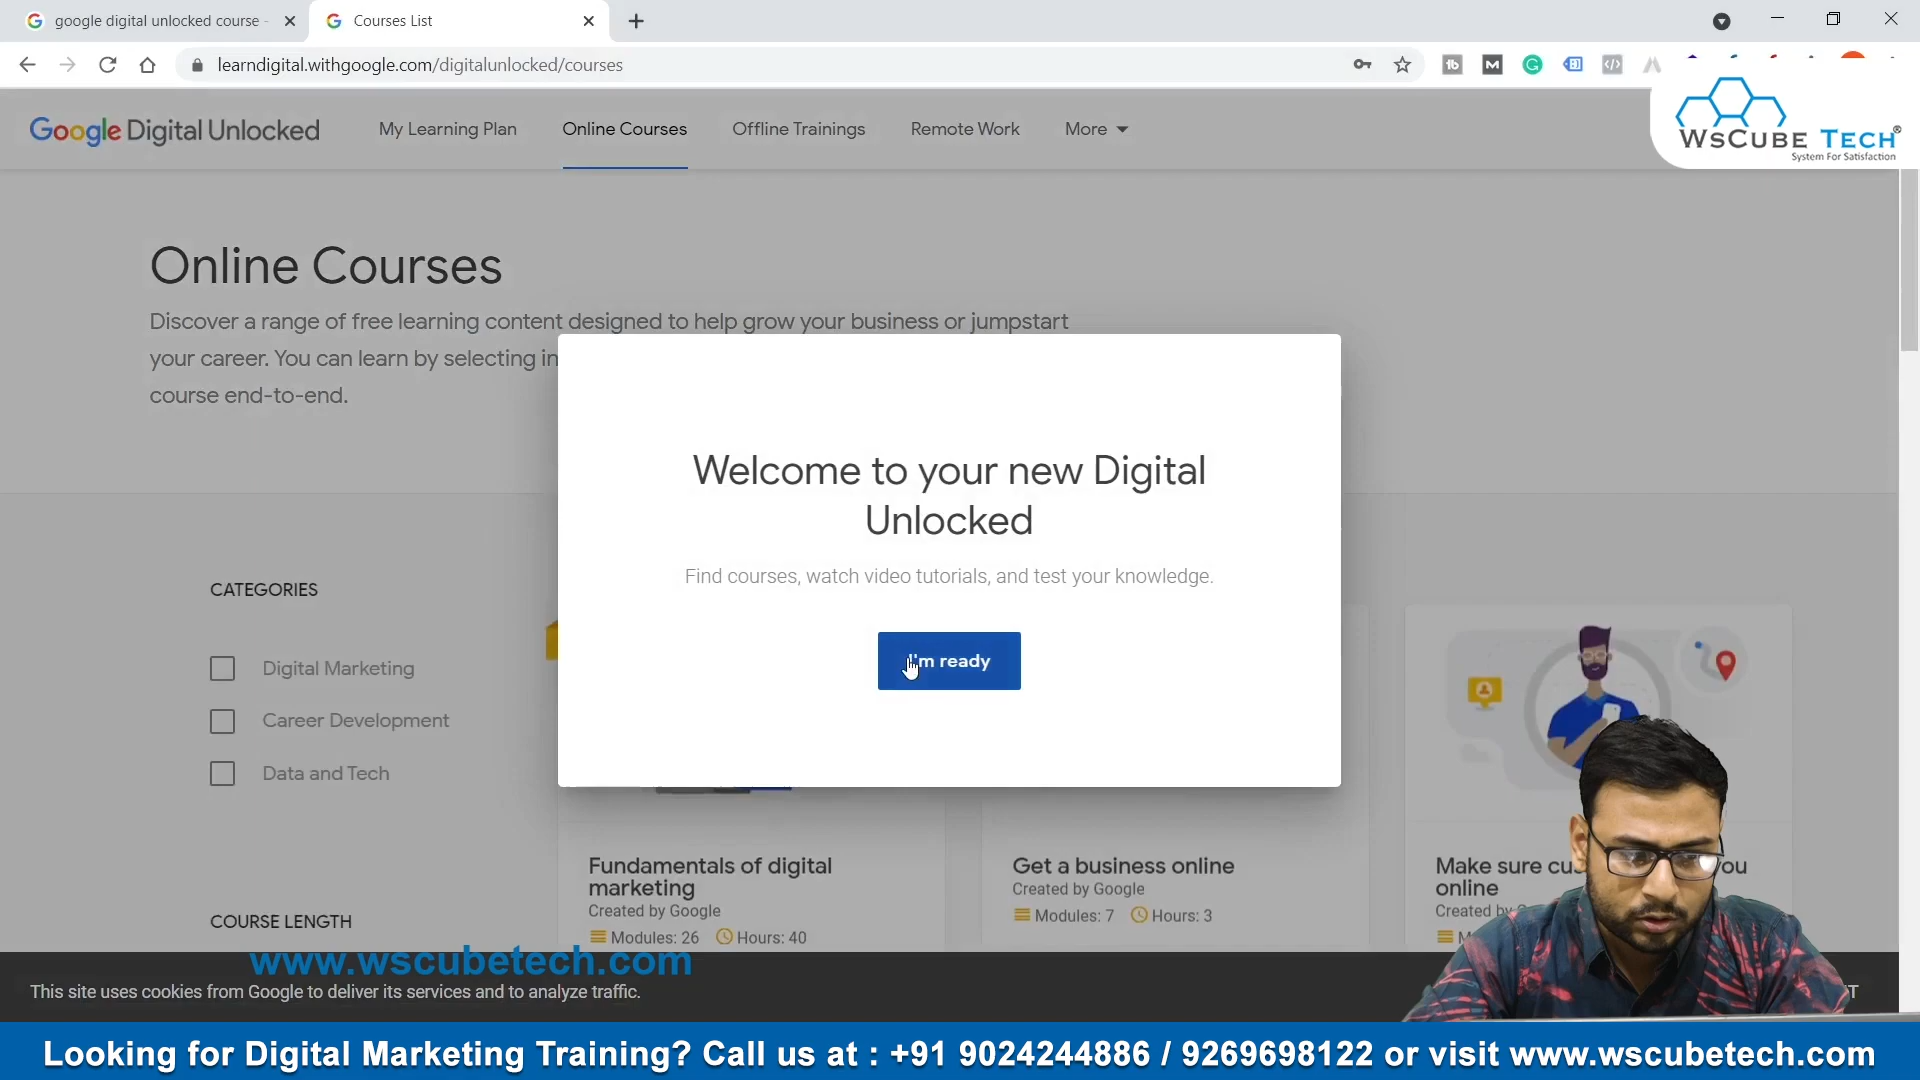 google digital unlocked course -
Courses List
learndigital.withgoogle.com/digitalunlocked/courses
Google Digital Unlocked
My Learning Plan
Online Courses
Offline Trainings
Remote Work
More
WsCube Tech®
System For Satisfaction
Online Courses
Discover a range of free learning content designed to help grow your business or jumpstart
your career. You can learn by selecting in
course end-to-end.
Welcome to your new Digital
Unlocked
Find courses, watch video tutorials, and test your knowledge.
I'm ready
CATEGORIES
Digital Marketing
Career Development
Data and Tech
COURSE LENGTH
Fundamentals of digital
marketing
Created by Google
Modules: 26 Hours: 40
Get a business online
Created by Google
Modules: 7 Hours: 3
Make sure you
online
Created by
www.wscubetech.com
This site uses cookies from Google to deliver its services and to analyze traffic.
Looking for Digital Marketing Training? Call us at : +91 9024244886 / 9269698122 or visit www.wscubetech.com